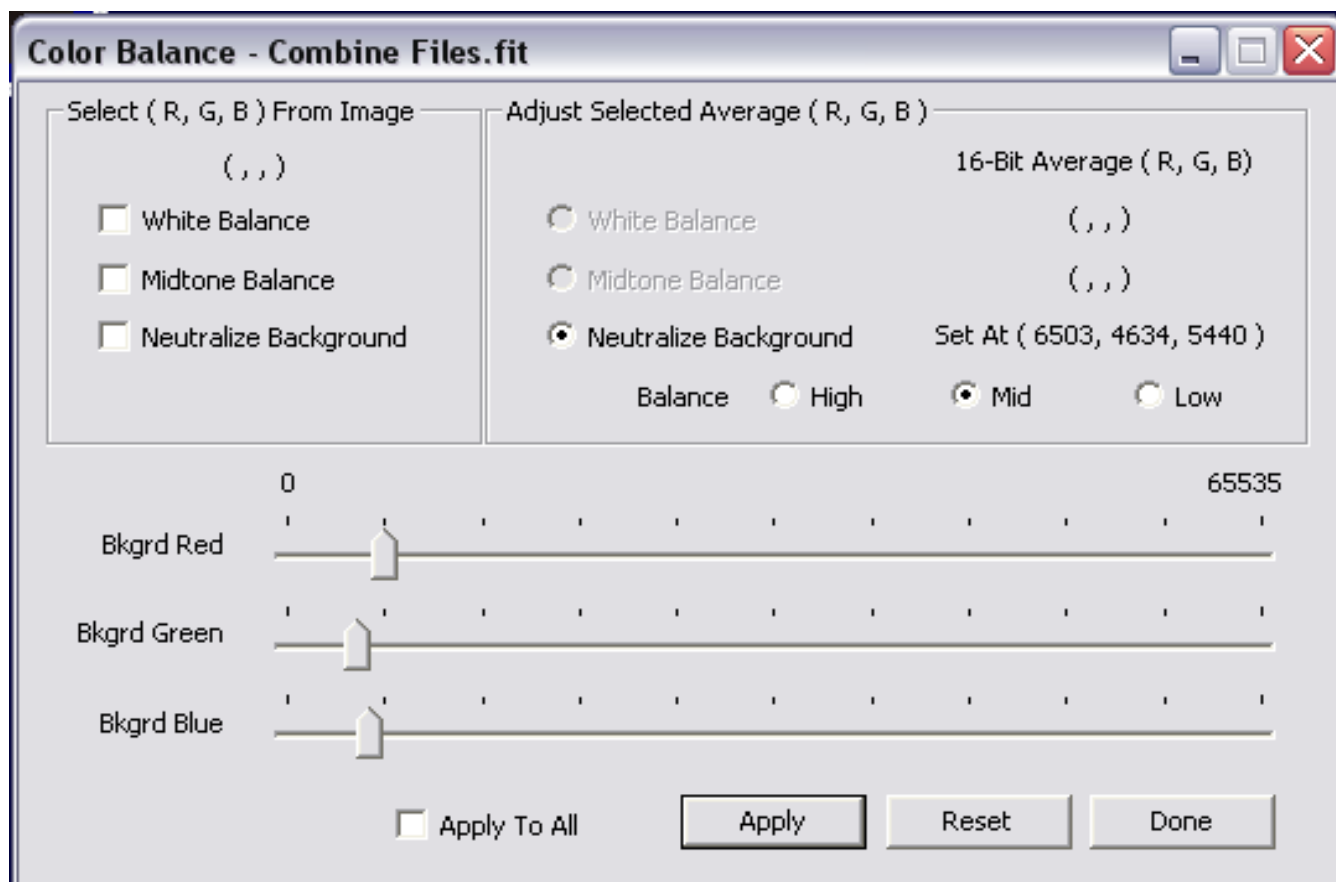 Color Balance - Combine Files.fit
Select ( R, G, B ) From Image
( , , )
White Balance
Midtone Balance
Neutralize Background
Adjust Selected Average ( R, G, B )
16-Bit Average ( R, G, B)
White Balance ( , , )
Midtone Balance ( , , )
Neutralize Background Set At ( 6503, 4634, 5440 )
Balance High Mid Low
0 65535
Bkgrd Red
Bkgrd Green
Bkgrd Blue
Apply To All Apply Reset Done